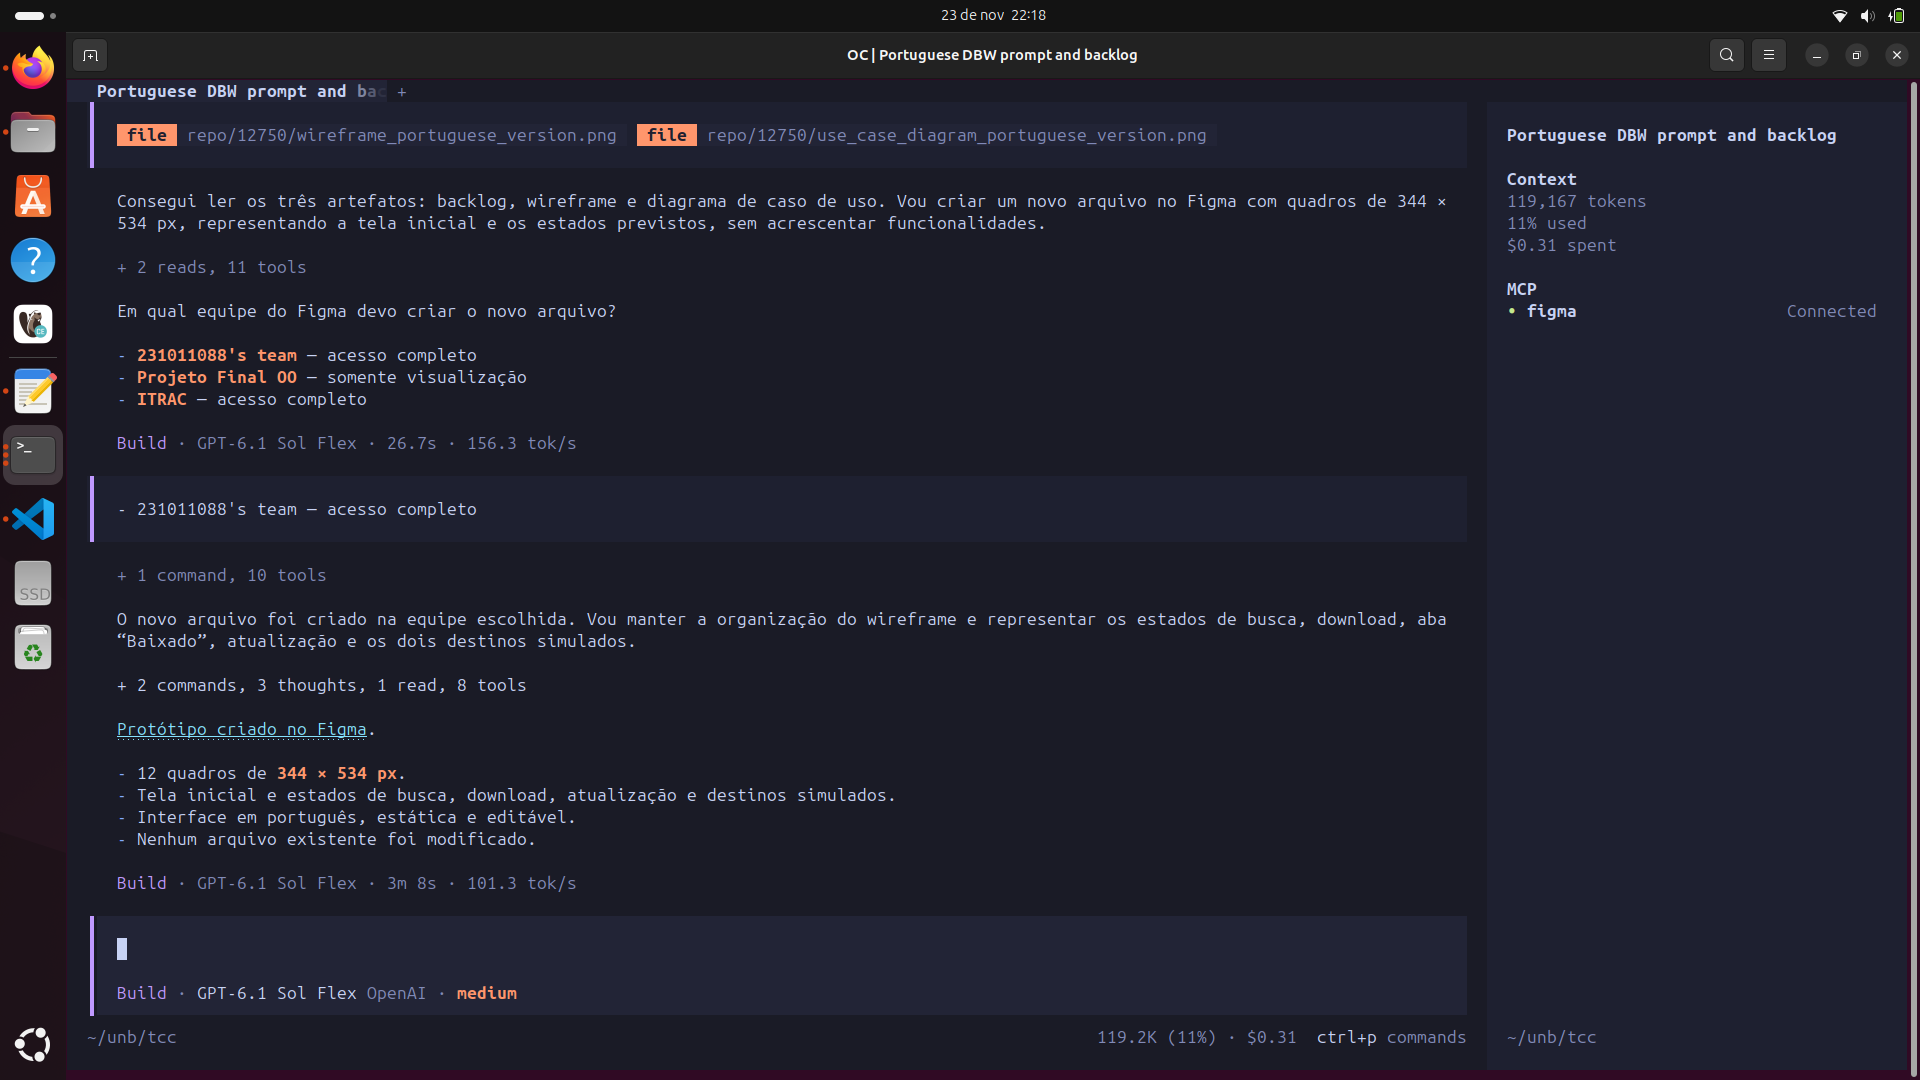 23 de nov 22:18
OC | Portuguese DBW prompt and backlog
Portuguese DBW prompt and bac +
file repo/12750/wireframe_portuguese_version.png file repo/12750/use_case_diagram_portuguese_version.png
Consegui ler os três artefatos: backlog, wireframe e diagrama de caso de uso. Vou criar um novo arquivo no Figma com quadros de 344 ×
534 px, representando a tela inicial e os estados previstos, sem acrescentar funcionalidades.
+ 2 reads, 11 tools
Em qual equipe do Figma devo criar o novo arquivo?
- 231011088's team — acesso completo
- Projeto Final OO — somente visualização
- ITRAC — acesso completo
Build · GPT-6.1 Sol Flex · 26.7s · 156.3 tok/s
- 231011088's team — acesso completo
+ 1 command, 10 tools
O novo arquivo foi criado na equipe escolhida. Vou manter a organização do wireframe e representar os estados de busca, download, aba
“Baixado”, atualização e os dois destinos simulados.
+ 2 commands, 3 thoughts, 1 read, 8 tools
Protótipo criado no Figma.
- 12 quadros de 344 × 534 px.
- Tela inicial e estados de busca, download, atualização e destinos simulados.
- Interface em português, estática e editável.
- Nenhum arquivo existente foi modificado.
Build · GPT-6.1 Sol Flex · 3m 8s · 101.3 tok/s
Build · GPT-6.1 Sol Flex OpenAI · medium
~/unb/tcc 119.2K (11%) · $0.31 ctrl+p commands
Portuguese DBW prompt and backlog
Context
119,167 tokens
11% used
$0.31 spent
MCP
• figma Connected
~/unb/tcc
SSD